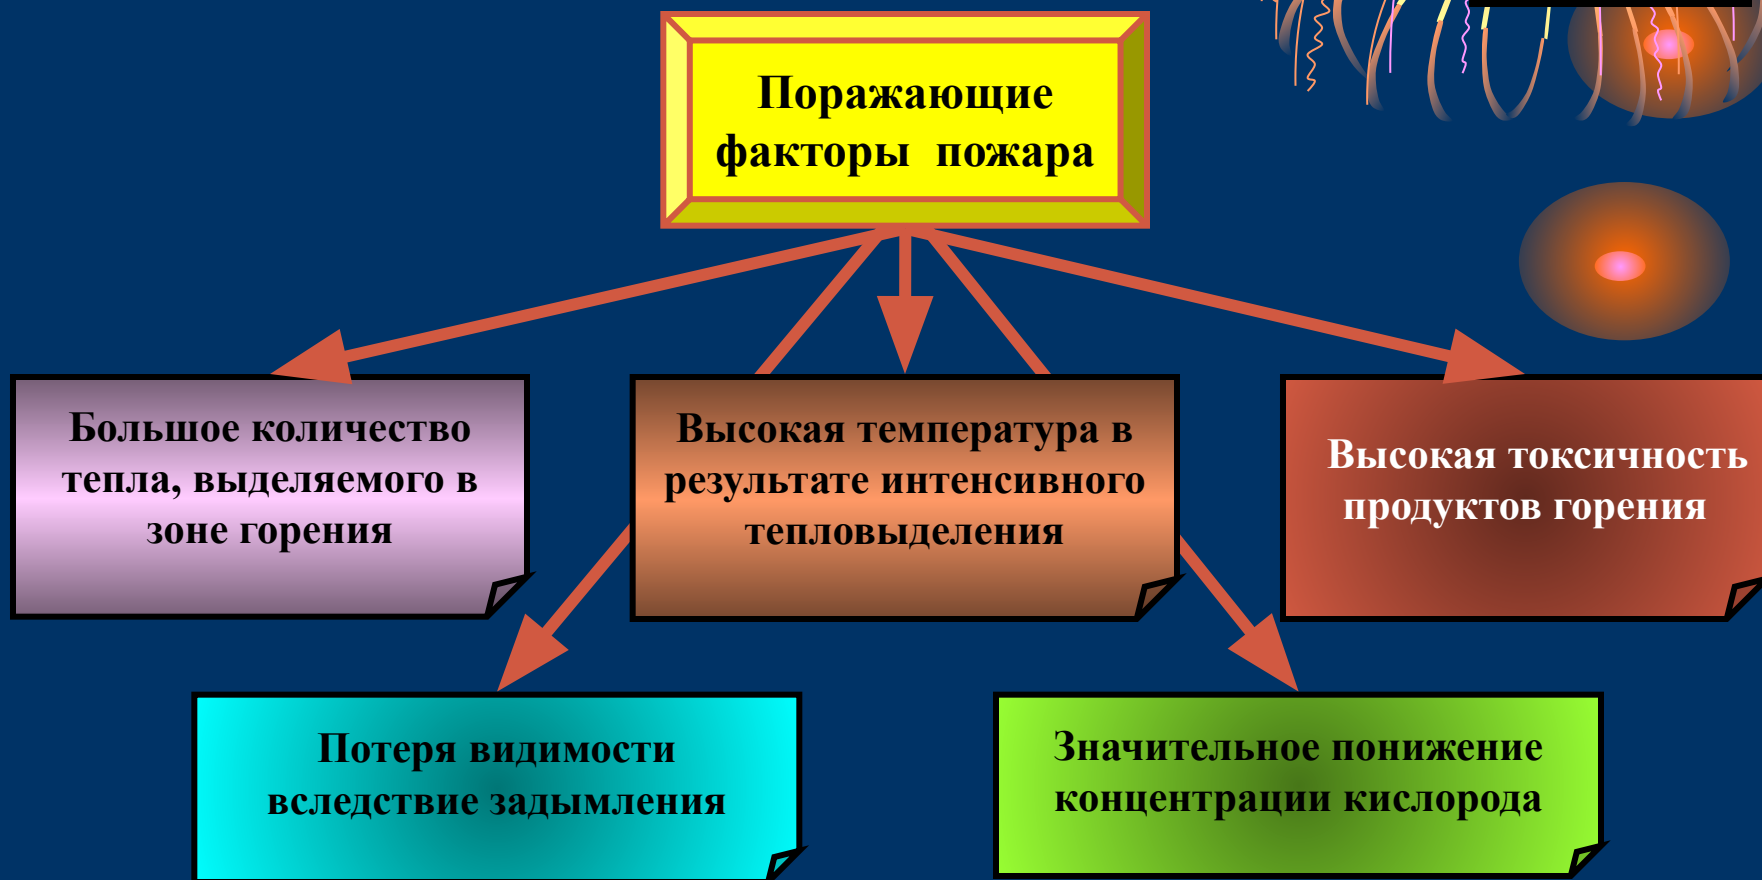 Поражающие
факторы пожара
Большое количество
тепла, выделяемого в
зоне горения
Высокая температура в
результате интенсивного
тепловыделения
Высокая токсичность
продуктов горения
Потеря видимости
вследствие задымления
Значительное понижение
концентрации кислорода